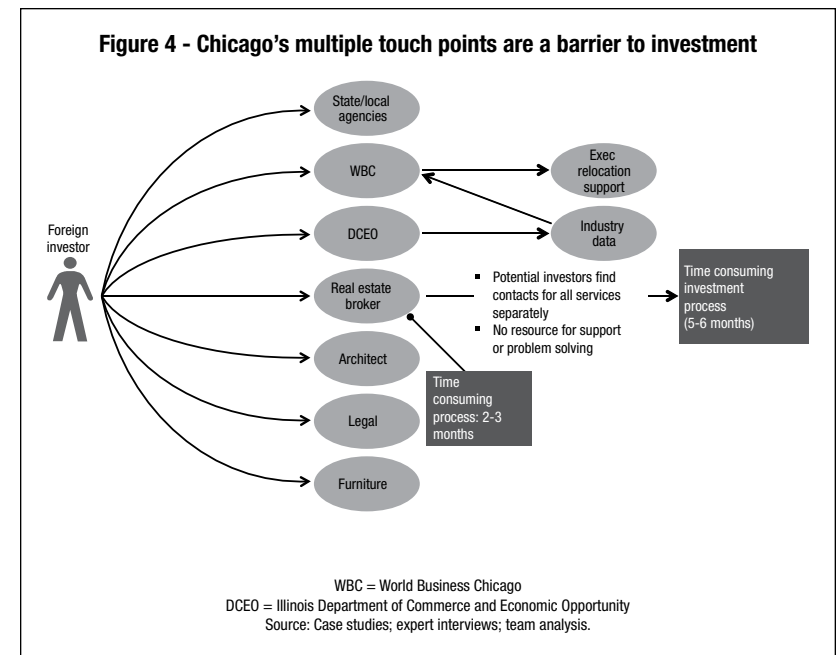 Figure 4 - Chicago's multiple touch points are a barrier to investment
State/local
agencies
WBC
Exec
relocation
support
Foreign
investor
DCEO
Industry
data
Real estate
broker
▪ Potential investors find
contacts for all services
separately
▪ No resource for support
or problem solving
Time consuming
investment
process
(5-6 months)
Architect
Time
consuming
process: 2-3
months
Legal
Furniture
WBC = World Business Chicago
DCEO = Illinois Department of Commerce and Economic Opportunity
Source: Case studies; expert interviews; team analysis.